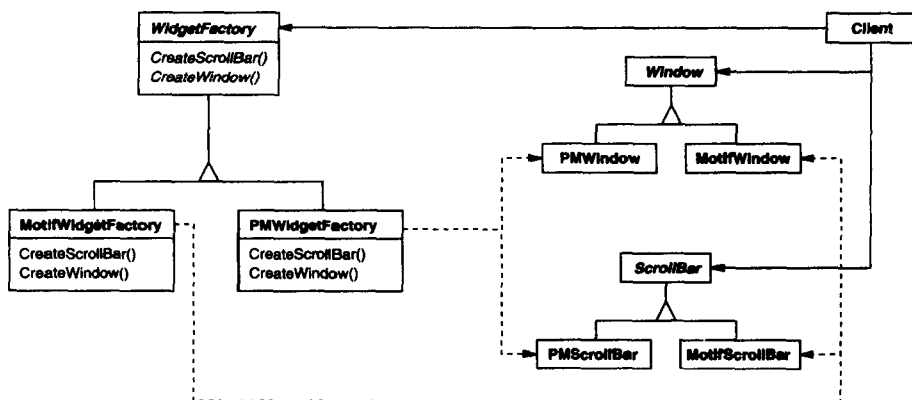 WidgetFactory
CreateScrollBar()
CreateWindow()
Client
Window
PMWindow
MotifWindow
MotifWidgetFactory
CreateScrollBar()
CreateWindow()
PMWidgetFactory
CreateScrollBar()
CreateWindow()
ScrollBar
PMScrollBar
MotifScrollBar